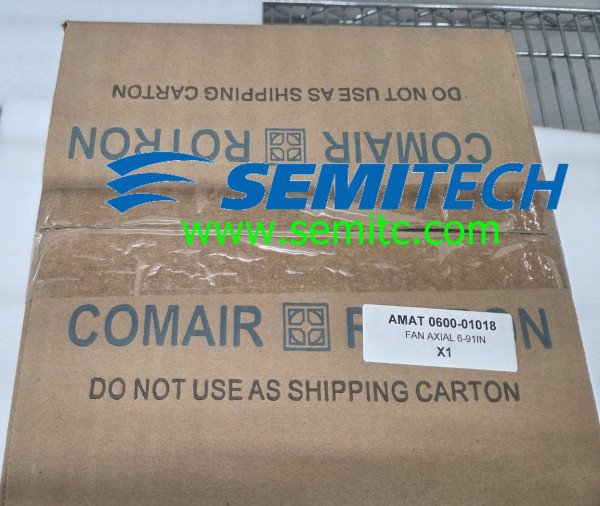 DO NOT USE AS SHIPPING CARTON
COMAIR ROTRON
SEMITECH
www.semitc.com
COMAIR R ON
AMAT 0600-01018
FAN AXIAL 6-91IN
X1
DO NOT USE AS SHIPPING CARTON